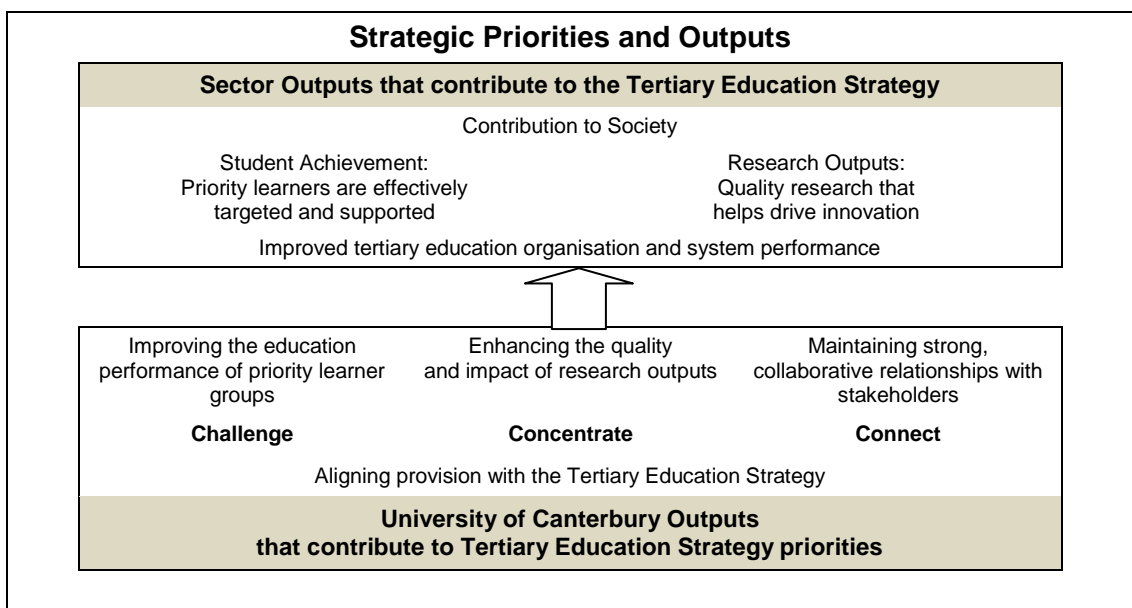 Strategic Priorities and Outputs
Sector Outputs that contribute to the Tertiary Education Strategy
Contribution to Society
Student Achievement:
Priority learners are effectively
targeted and supported
Research Outputs:
Quality research that
helps drive innovation
Improved tertiary education organisation and system performance
Improving the education
performance of priority learner
groups
Challenge
Enhancing the quality
and impact of research outputs
Concentrate
Maintaining strong,
collaborative relationships with
stakeholders
Connect
Aligning provision with the Tertiary Education Strategy
University of Canterbury Outputs
that contribute to Tertiary Education Strategy priorities